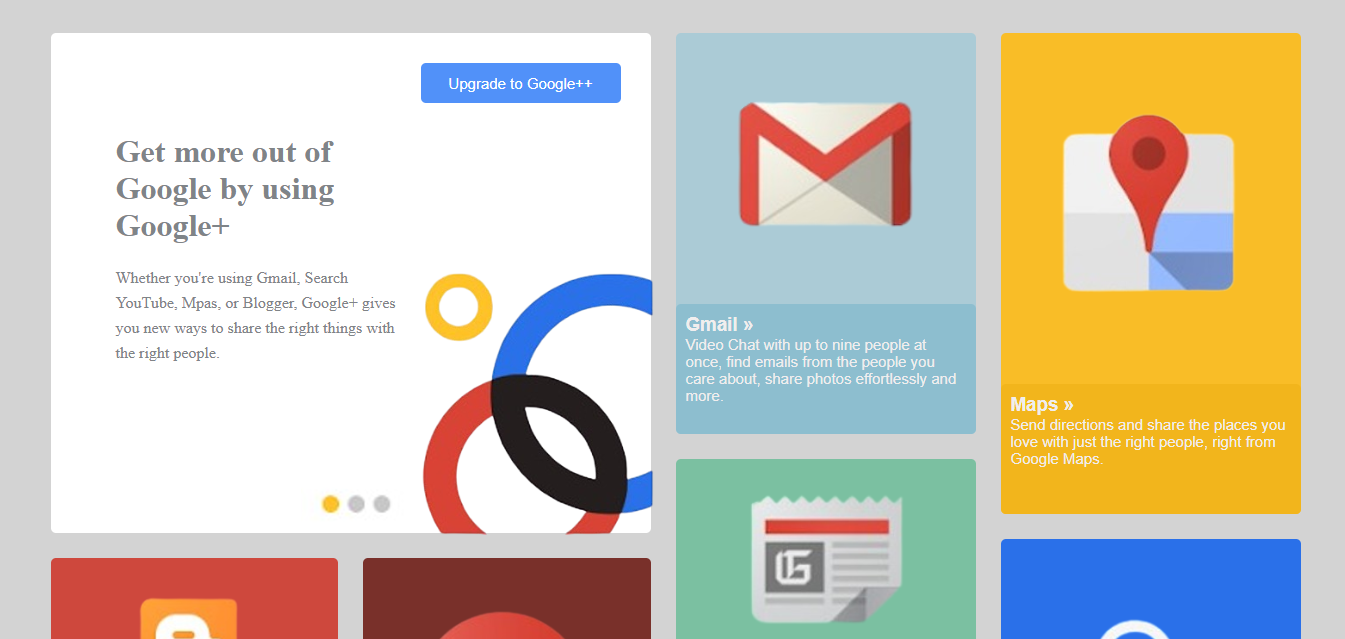 Upgrade to Google++
Get more out of
Google by using
Google+
Whether you're using Gmail, Search
YouTube, Mpas, or Blogger, Google+ gives
you new ways to share the right things with
the right people.
Gmail »
Video Chat with up to nine people at
once, find emails from the people you
care about, share photos effortlessly and
more.
Maps »
Send directions and share the places you
love with just the right people, right from
Google Maps.
G